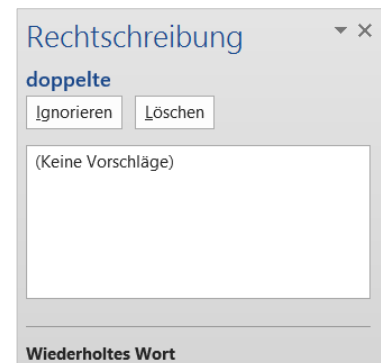 Rechtschreibung
doppelte
Ignorieren Löschen
(Keine Vorschläge)
Wiederholtes Wort